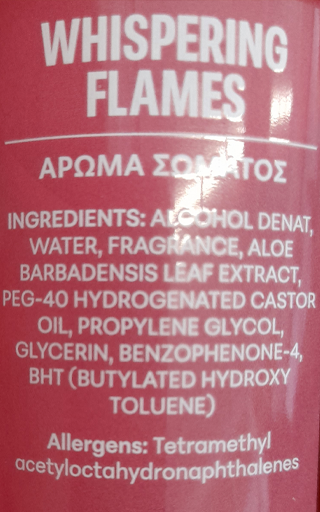 WHISPERING
FLAMES
ΑΡΩΜΑ ΣΩΜΑΤΟΣ
INGREDIENTS: ALCOHOL DENAT,
WATER, FRAGRANCE, ALOE
BARBADENSIS LEAF EXTRACT,
PEG-40 HYDROGENATED CASTOR
OIL, PROPYLENE GLYCOL,
GLYCERIN, BENZOPHENONE-4,
BHT (BUTYLATED HYDROXY
TOLUENE)
Allergens: Tetramethyl
acetyloctahydronaphthalenes